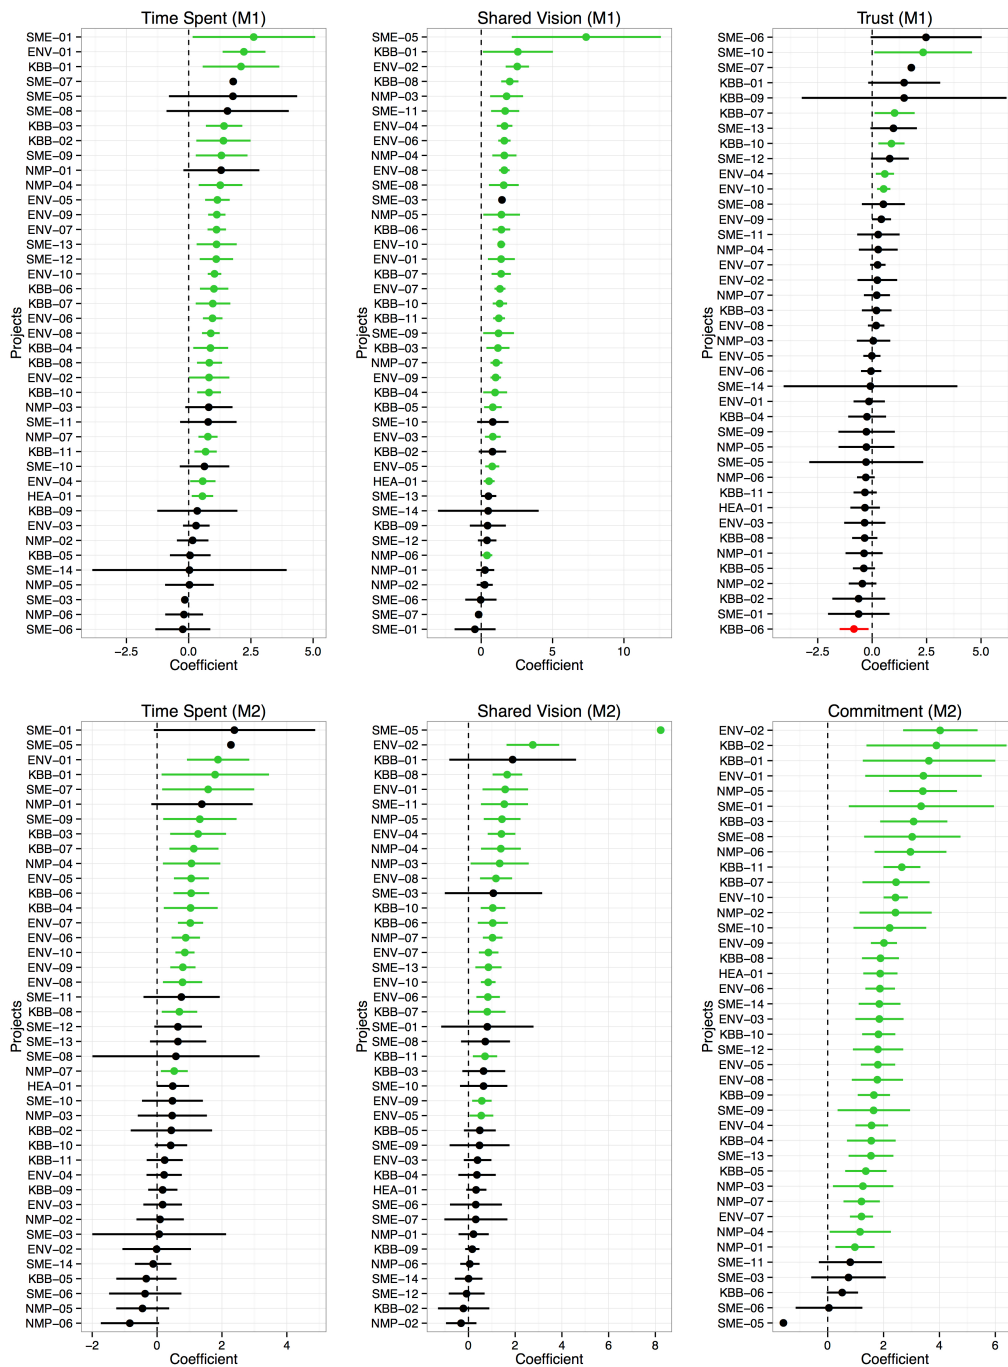 Time Spent (M1)
SME−01
ENV−01
KBB−01
SME−07
SME−05
SME−08
KBB−03
KBB−02
SME−09
NMP−01
NMP−04
ENV−05
ENV−09
ENV−07
SME−13
SME−12
ENV−10
KBB−06
KBB−07
ENV−06
ENV−08
KBB−04
KBB−08
ENV−02
KBB−10
NMP−03
SME−11
NMP−07
KBB−11
SME−10
ENV−04
HEA−01
KBB−09
ENV−03
NMP−02
KBB−05
SME−14
NMP−05
SME−03
NMP−06
SME−06
Projects
−2.5 0.0 2.5 5.0
Coefficient
Shared Vision (M1)
SME−05
KBB−01
ENV−02
KBB−08
NMP−03
SME−11
ENV−04
ENV−06
NMP−04
ENV−08
SME−08
SME−03
NMP−05
KBB−06
ENV−10
ENV−01
KBB−07
ENV−07
KBB−10
KBB−11
SME−09
KBB−03
NMP−07
ENV−09
KBB−04
KBB−05
SME−10
ENV−03
KBB−02
ENV−05
HEA−01
SME−13
SME−14
KBB−09
SME−12
NMP−06
NMP−01
NMP−02
SME−06
SME−07
SME−01
Projects
0 5 10
Coefficient
Trust (M1)
SME−06
SME−10
SME−07
KBB−01
KBB−09
KBB−07
SME−13
KBB−10
SME−12
ENV−04
ENV−10
SME−08
ENV−09
SME−11
NMP−04
ENV−07
ENV−02
NMP−07
KBB−03
ENV−08
NMP−03
ENV−05
ENV−06
SME−14
ENV−01
KBB−04
SME−09
NMP−05
SME−05
NMP−06
KBB−11
HEA−01
ENV−03
KBB−08
NMP−01
KBB−05
NMP−02
KBB−02
SME−01
KBB−06
Projects
−2.5 0.0 2.5 5.0
Coefficient
Time Spent (M2)
SME−01
SME−05
ENV−01
KBB−01
SME−07
NMP−01
SME−09
KBB−03
KBB−07
NMP−04
ENV−05
KBB−06
KBB−04
ENV−07
ENV−06
ENV−10
ENV−09
ENV−08
SME−11
KBB−08
SME−12
SME−13
SME−08
NMP−07
HEA−01
SME−10
NMP−03
KBB−02
KBB−10
KBB−11
ENV−04
KBB−09
ENV−03
NMP−02
SME−03
ENV−02
SME−14
KBB−05
SME−06
NMP−05
NMP−06
Projects
−2 0 2 4
Coefficient
Shared Vision (M2)
SME−05
ENV−02
KBB−01
KBB−08
ENV−01
SME−11
NMP−05
ENV−04
NMP−04
NMP−03
ENV−08
SME−03
KBB−10
KBB−06
NMP−07
ENV−07
SME−13
ENV−10
ENV−06
KBB−07
SME−01
SME−08
KBB−11
KBB−03
SME−10
ENV−09
ENV−05
KBB−05
SME−09
ENV−03
KBB−04
HEA−01
SME−06
SME−07
NMP−01
KBB−09
NMP−06
SME−14
SME−12
KBB−02
NMP−02
Projects
0 2 4 6 8
Coefficient
Commitment (M2)
ENV−02
KBB−02
KBB−01
ENV−01
NMP−05
SME−01
KBB−03
SME−08
NMP−06
KBB−11
KBB−07
ENV−10
NMP−02
SME−10
ENV−09
KBB−08
HEA−01
ENV−06
SME−14
ENV−03
KBB−10
SME−12
ENV−05
ENV−08
KBB−09
SME−09
ENV−04
KBB−04
SME−13
KBB−05
NMP−03
NMP−07
ENV−07
NMP−04
NMP−01
SME−11
SME−03
KBB−06
SME−06
SME−05
Projects
0 2 4 6
Coefficient